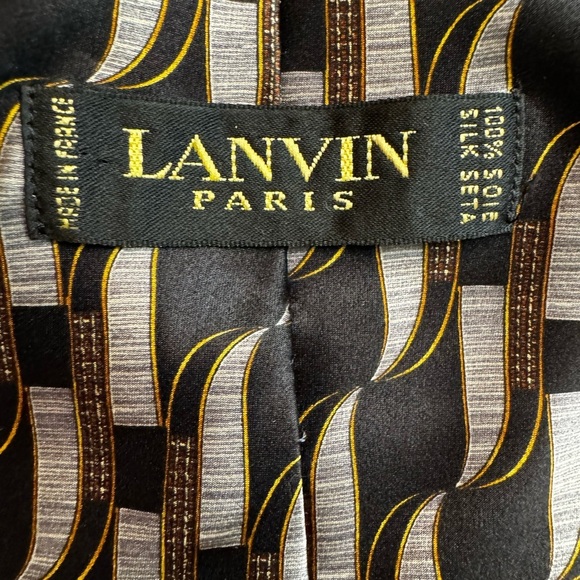 MADE IN FRANCE
LANVIN
PARIS
100% SOIE
SILK SETA